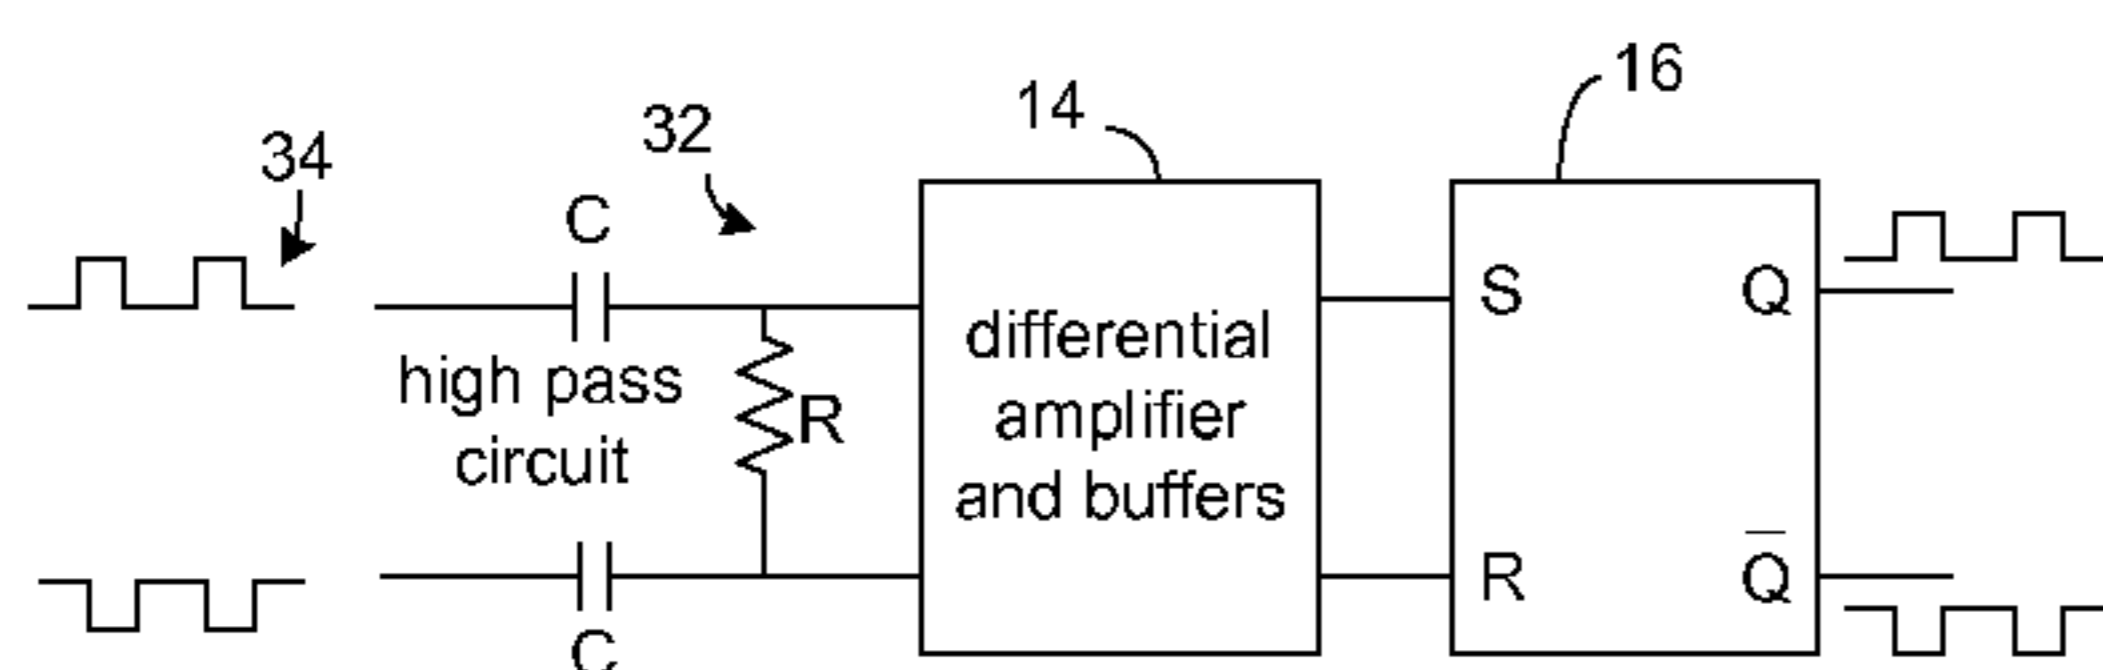 16
14
32
34
C
S
Q
differential
amplifier
and buffers
high pass
circuit
R
R
Q̅
C